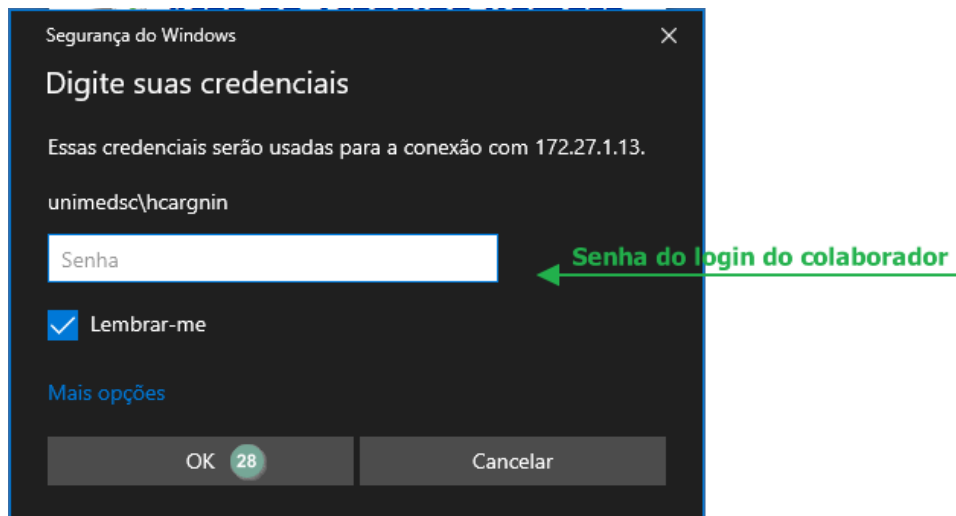 Segurança do Windows
Digite suas credenciais
Essas credenciais serão usadas para a conexão com 172.27.1.13.
unimedsc\hcargnin
Senha
Senha do login do colaborador
Lembrar-me
Mais opções
OK 28
Cancelar